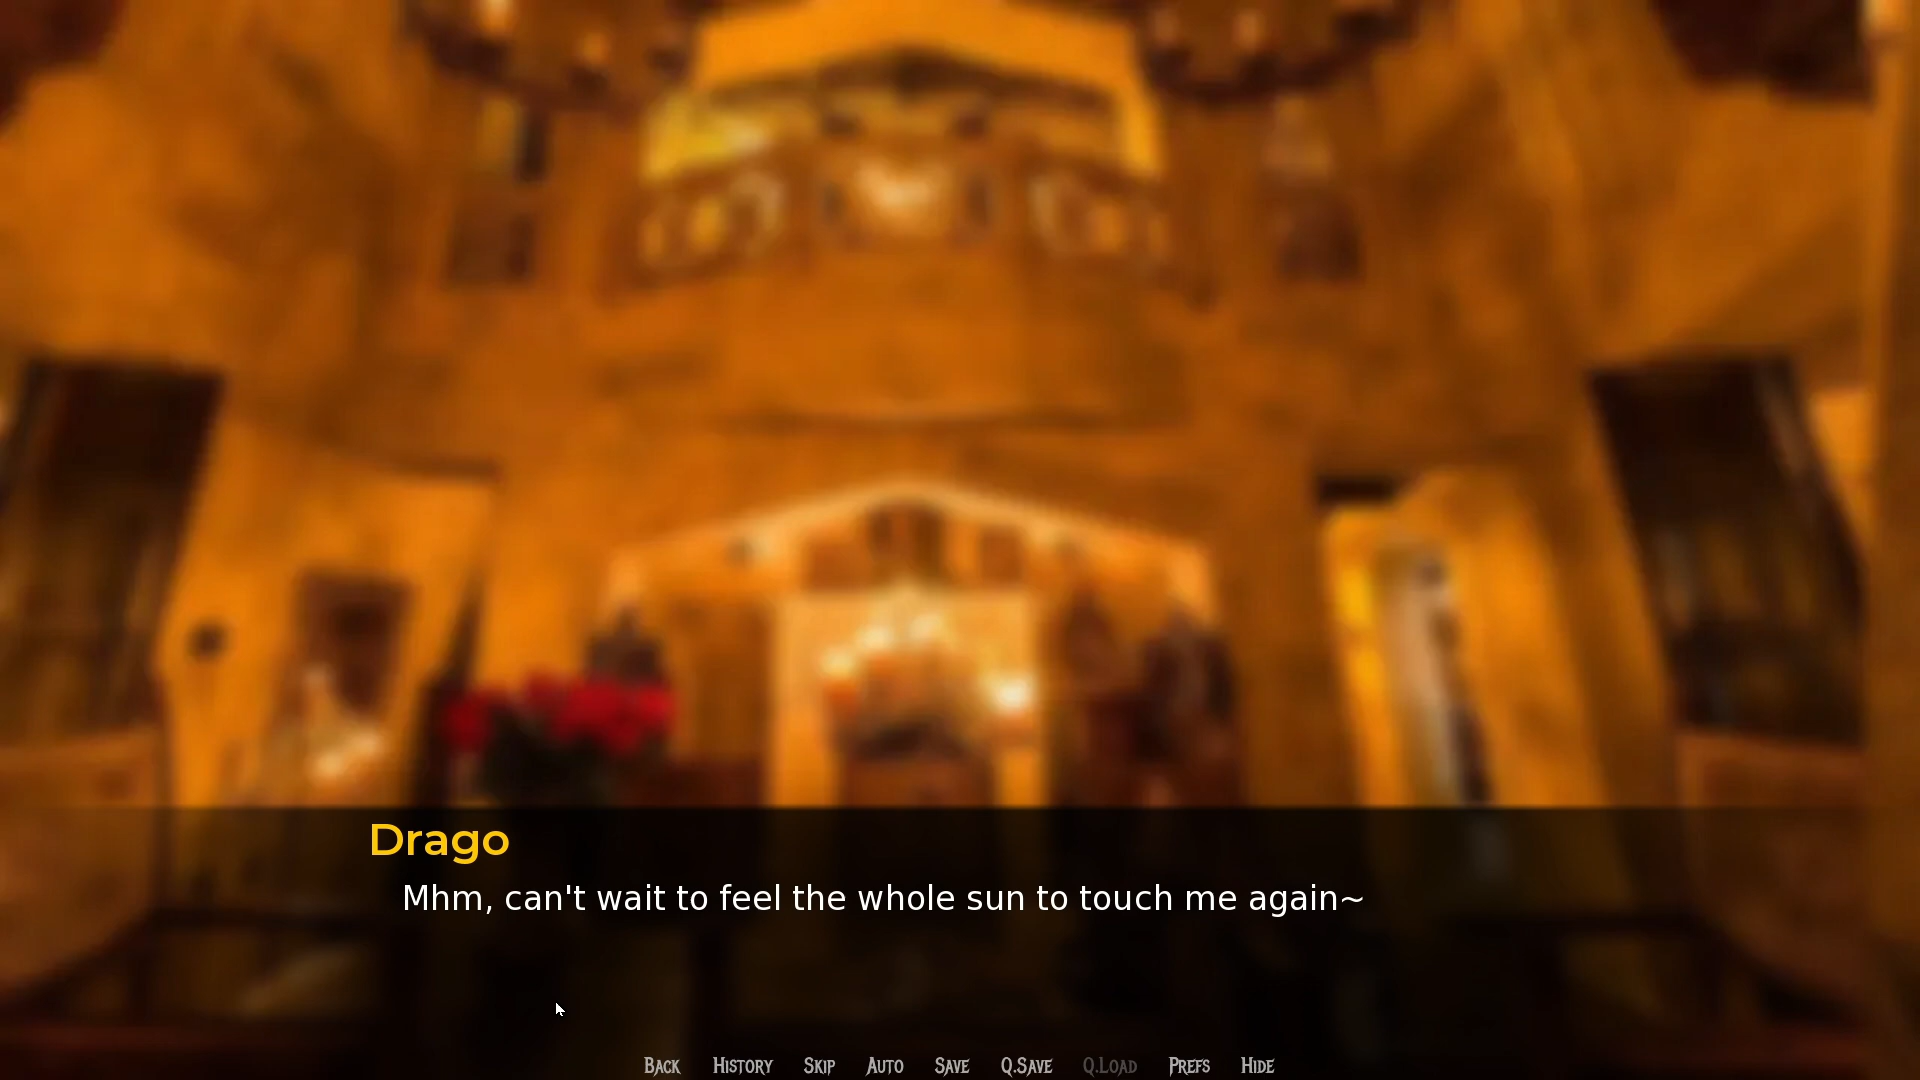 Drago
Mhm, can't wait to feel the whole sun to touch me again~
Back History Skip Auto Save Q.Save Q.Load Prefs Hide